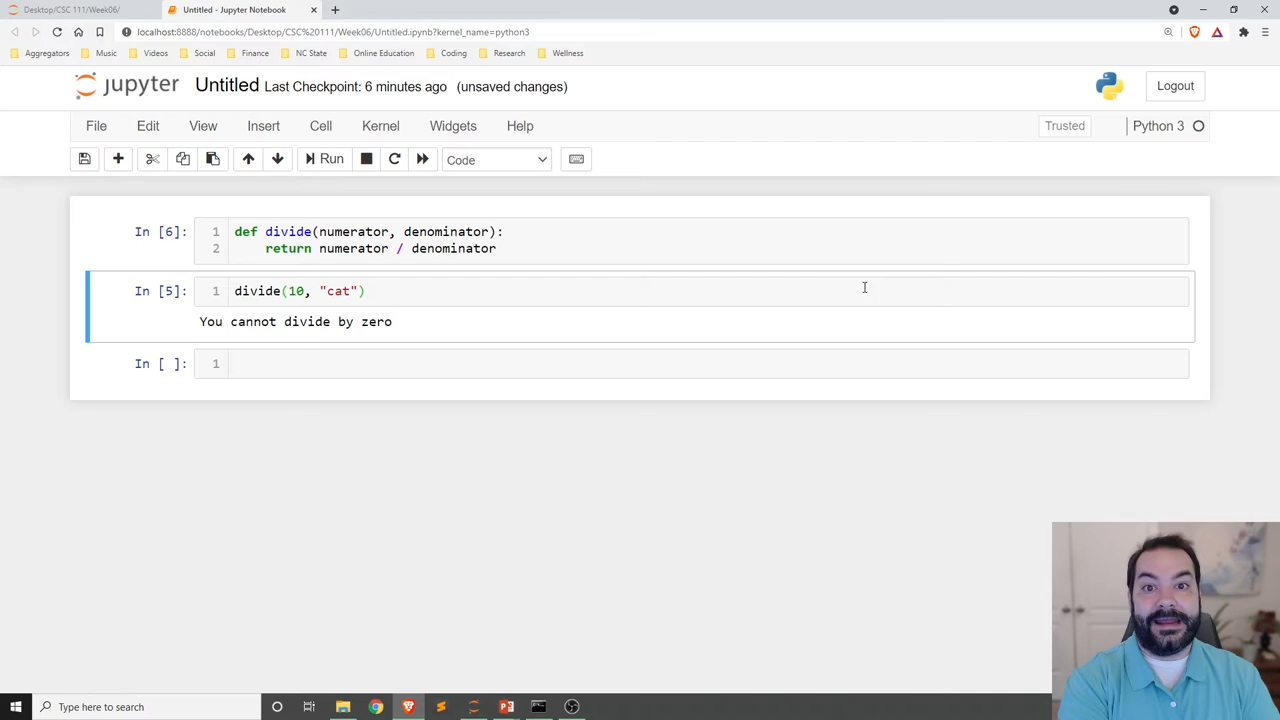 Desktop/CSC 111/Week06/
Untitled - Jupyter Notebook
localhost:8888/notebooks/Desktop/CSC%20111/Week06/Untitled.ipynb?kernel_name=python3
Aggregators Music Videos Social Finance NC State Online Education Coding Research Wellness
jupyter Untitled Last Checkpoint: 6 minutes ago (unsaved changes) Logout
File Edit View Insert Cell Kernel Widgets Help Trusted Python 3
Run Code
In [6]: 1 def divide(numerator, denominator):
2 return numerator / denominator
In [5]: 1 divide(10, "cat")
You cannot divide by zero
In [ ]: 1
Type here to search